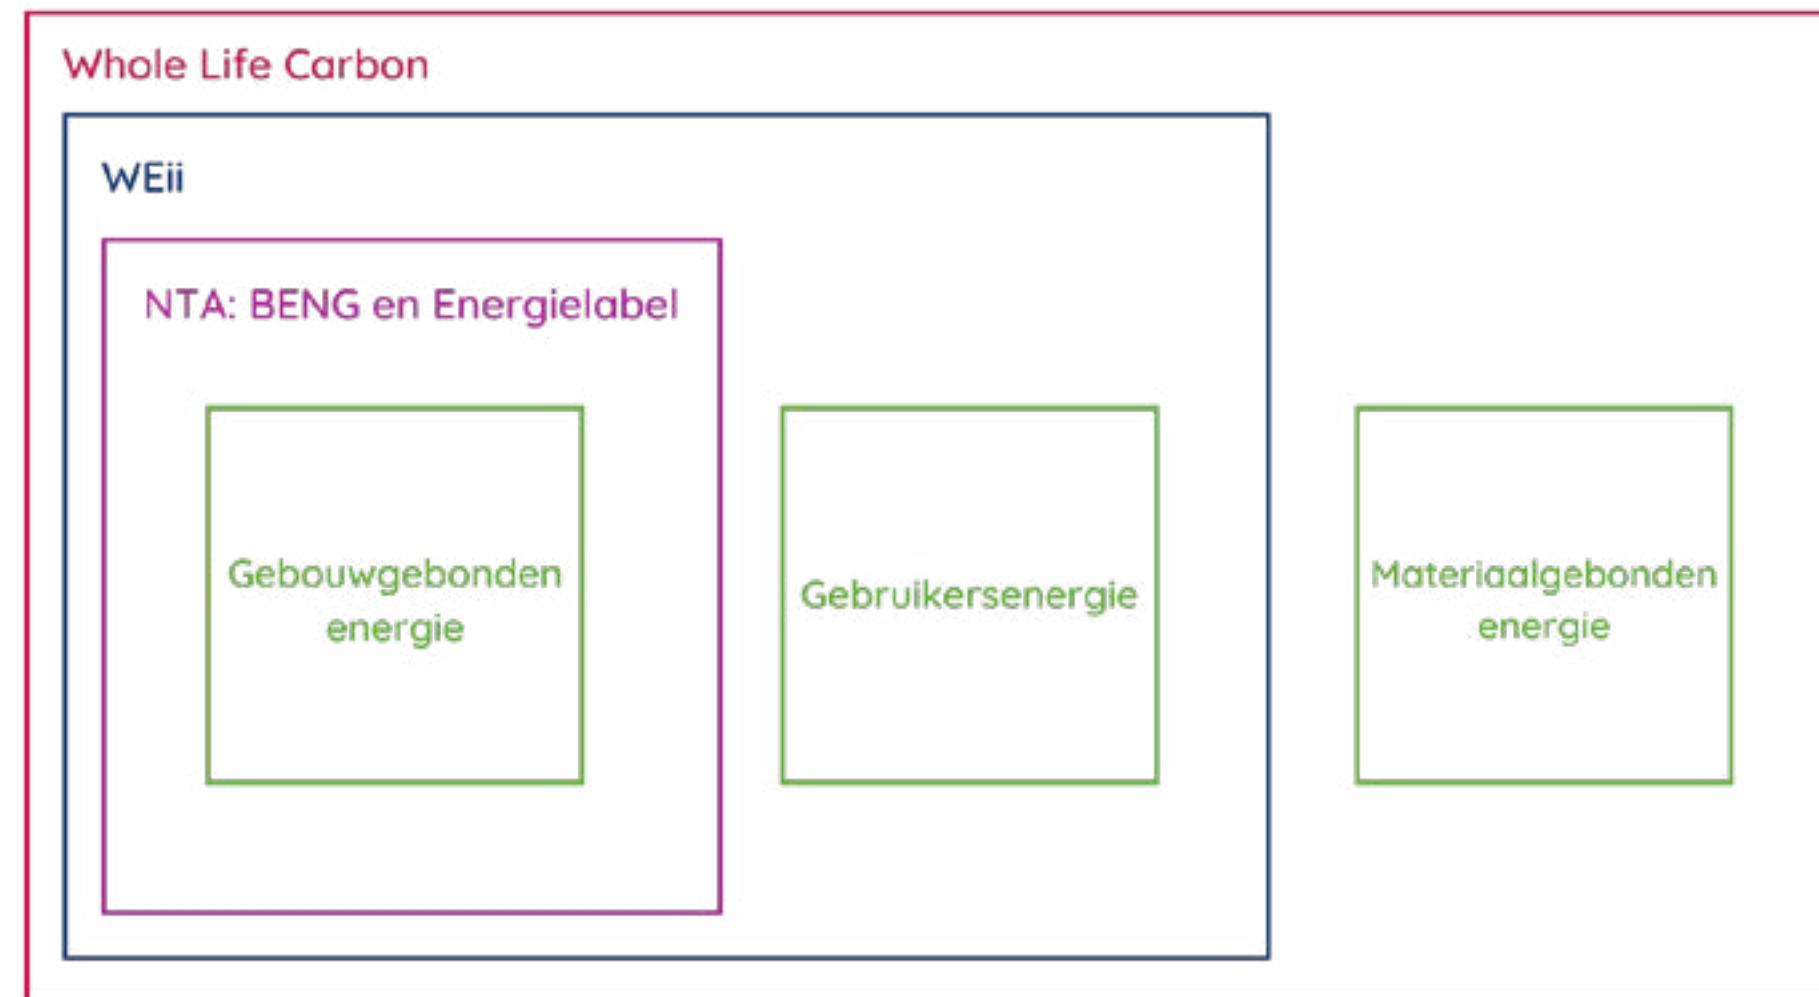 Whole Life Carbon
WEii
NTA: BENG en Energielabel
Gebouwgebonden
energie
Gebruikersenergie
Materiaalgebonden
energie